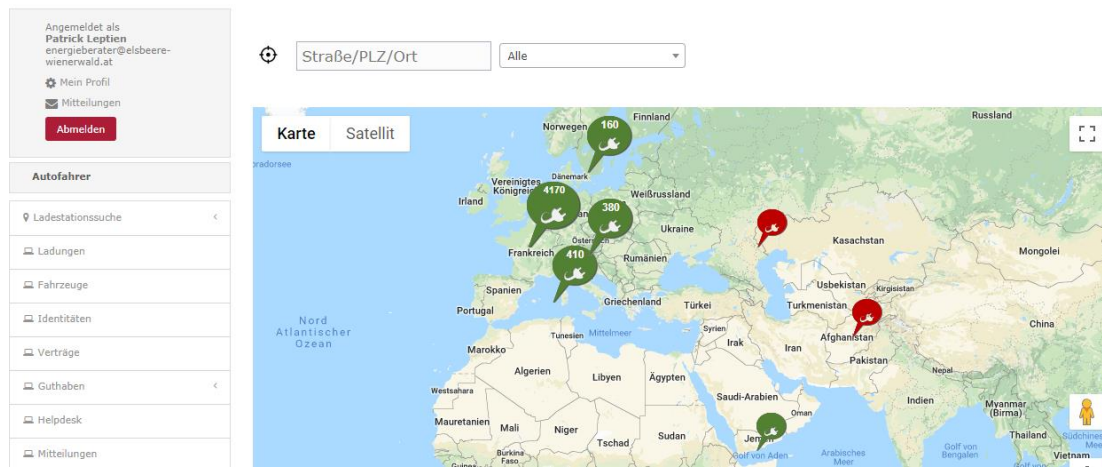 Angemeldet als
Patrick Leptien
energieberater@elsbeere-
wienerwald.at
Mein Profil
Mitteilungen
Abmelden
Autofahrer
Ladestationssuche
Ladungen
Fahrzeuge
Identitäten
Verträge
Guthaben
Helpdesk
Mitteilungen
Straße/PLZ/Ort
Alle
Karte
Satellit
Norwegen
160
Finnland
Russland
Dänemark
Vereinigtes
Irland
4170
380
Weißrussland
Ukraine
Kasachstan
Mongolei
Frankreich
410
Rumänien
Usbekistan
Kirgisistan
Spanien
Portugal
Griechenland
Türkei
Turkmenistan
China
Nord
Atlantischer
Ozean
Tunesien
Mittelmeer
Syrien
Irak
Iran
Afghanistan
Marokko
Pakistan
Algerien
Libyen
Ägypten
Nepal
Westsahara
Saudi-Arabien
Indien
Myanmar
(Birma)
Oman
Mauretanien
Mali
Niger
Tschad
Sudan
Thailand
Burkina
Faso
Golf von Aden
Arabisches
Meer
Golf von
Bengalen
Vietnam